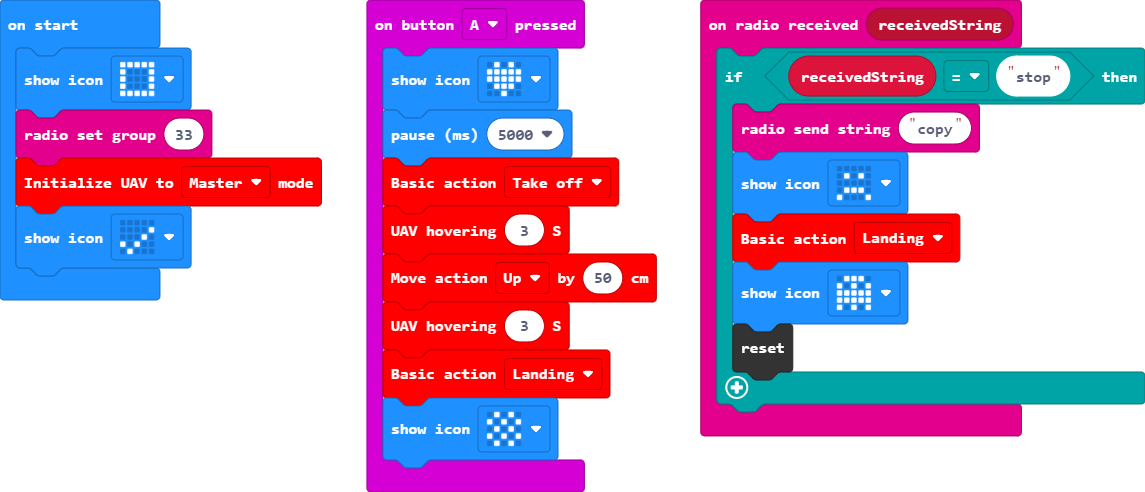 on start
show icon
radio set group 33
Initialize UAV to Master mode
show icon
on button A pressed
show icon
pause (ms) 5000
Basic action Take off
UAV hovering 3 S
Move action Up by 50 cm
UAV hovering 3 S
Basic action Landing
show icon
on radio received receivedString
if receivedString = "stop" then
radio send string "copy"
show icon
Basic action Landing
show icon
reset